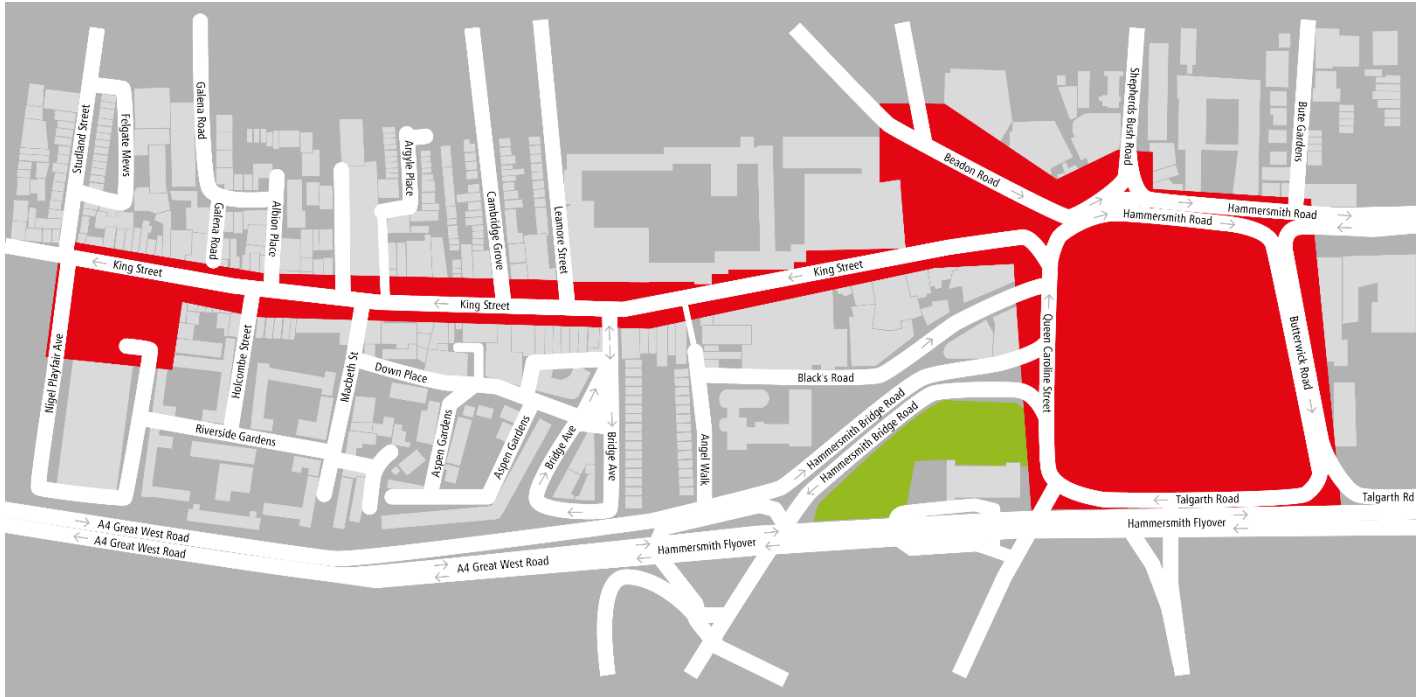 Studland Street
Felgate Mews
Galena Road
Galena Road
Albion Place
Argyle Place
Cambridge Grove
Leamore Street
Beadon Road
Shepherds Bush Road
Bute Gardens
Hammersmith Road
Hammersmith Road
King Street
King Street
King Street
Nigel Playfair Ave
Holcombe Street
Macbeth St
Down Place
Riverside Gardens
Aspen Gardens
Aspen Gardens
Bridge Ave
Bridge Ave
Angel Walk
Black's Road
Hammersmith Bridge Road
Hammersmith Bridge Road
Queen Caroline Street
Butterwick Road
Talgarth Road
Talgarth Rd
A4 Great West Road
A4 Great West Road
A4 Great West Road
Hammersmith Flyover
Hammersmith Flyover